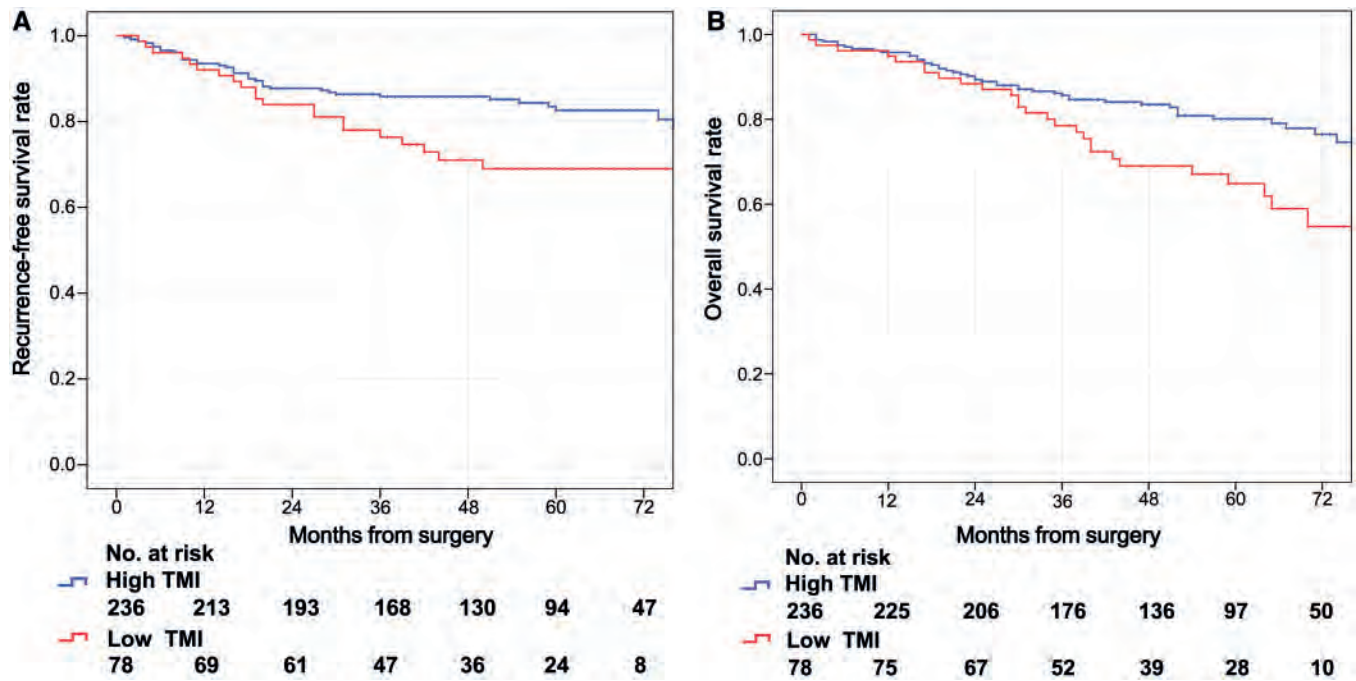 A
Recurrence-free survival rate
1.0
0.8
0.6
0.4
0.2
0.0
0 12 24 36 48 60 72
Months from surgery
No. at risk
High TMI
236 213 193 168 130 94 47
Low TMI
78 69 61 47 36 24 8
B
Overall survival rate
1.0
0.8
0.6
0.4
0.2
0.0
0 12 24 36 48 60 72
Months from surgery
No. at risk
High TMI
236 225 206 176 136 97 50
Low TMI
78 75 67 52 39 28 10